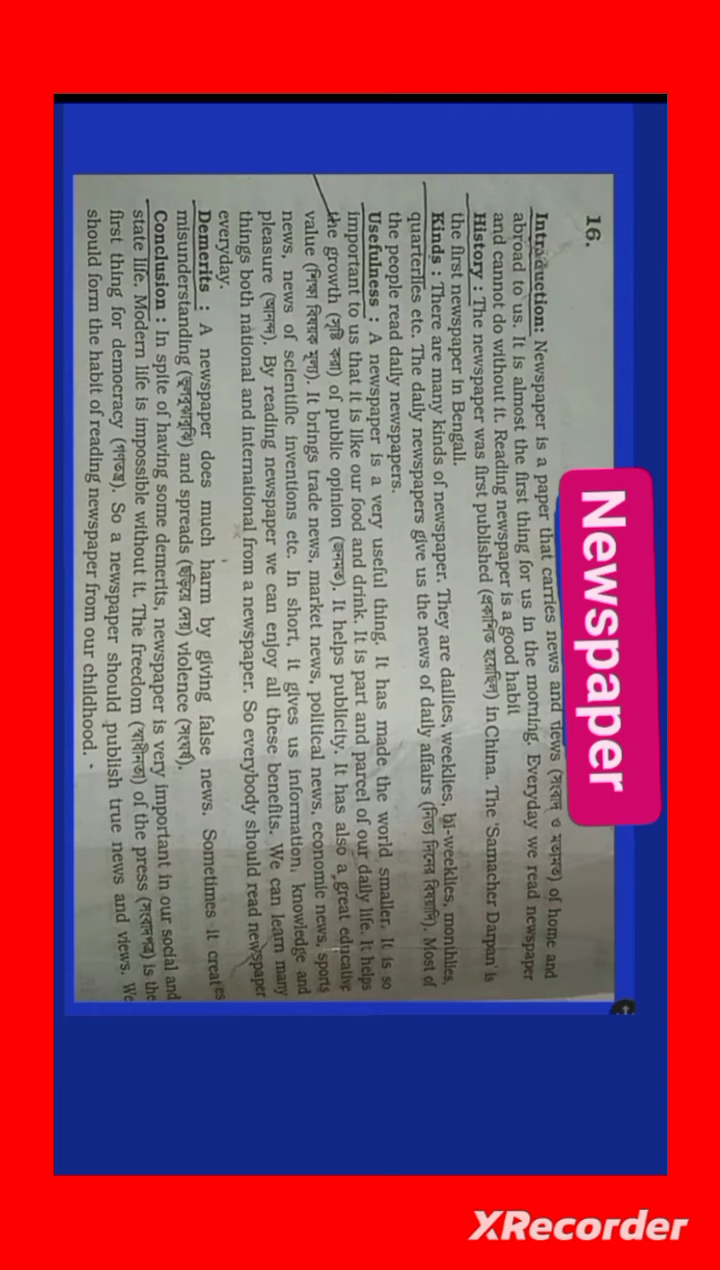 Newspaper
16.
Introduction: Newspaper is a paper that carries news and views (সংবাদ ও মতামত) of home and
abroad to us. It is almost the first thing for us in the morning. Everyday we read newspaper
and cannot do without it. Reading newspaper is a good habit
History : The newspaper was first published (প্রকাশিত হয়েছিল) in China. The 'Samacher Darpan' is
the first newspaper in Bengali.
Kinds : There are many kinds of newspaper. They are dailies, weeklies, bi-weeklies, monthlies,
quarterlies etc. The daily newspapers give us the news of daily affairs (নিত্য দিনের বিষয়াদি). Most of
the people read daily newspapers.
Usefulness : A newspaper is a very useful thing. It has made the world smaller. It is so
important to us that it is like our food and drink. It is part and parcel of our daily life. It helps
the growth (সৃষ্টি করা) of public opinion (জনমত). It helps publicity. It has also a great educative
value (শিক্ষা বিষয়ক মূল্য). It brings trade news, market news, political news, economic news, sports
news, news of scientific inventions etc. In short, it gives us information, knowledge and
pleasure (আনন্দ). By reading newspaper we can enjoy all these benefits. We can learn many
things both national and international from a newspaper. So everybody should read newspaper
everyday.
Demerits : A newspaper does much harm by giving false news. Sometimes it creates
misunderstanding (ভুলবুঝাবুঝি) and spreads (ছড়িয়ে দেয়) violence (সংঘর্ষ).
Conclusion : In spite of having some demerits, newspaper is very important in our social and
state life. Modern life is impossible without it. The freedom (স্বাধীনতা) of the press (সংবাদপত্র) is the
first thing for democracy (গণতন্ত্র). So a newspaper should publish true news and views. We
should form the habit of reading newspaper from our childhood.
XRecorder